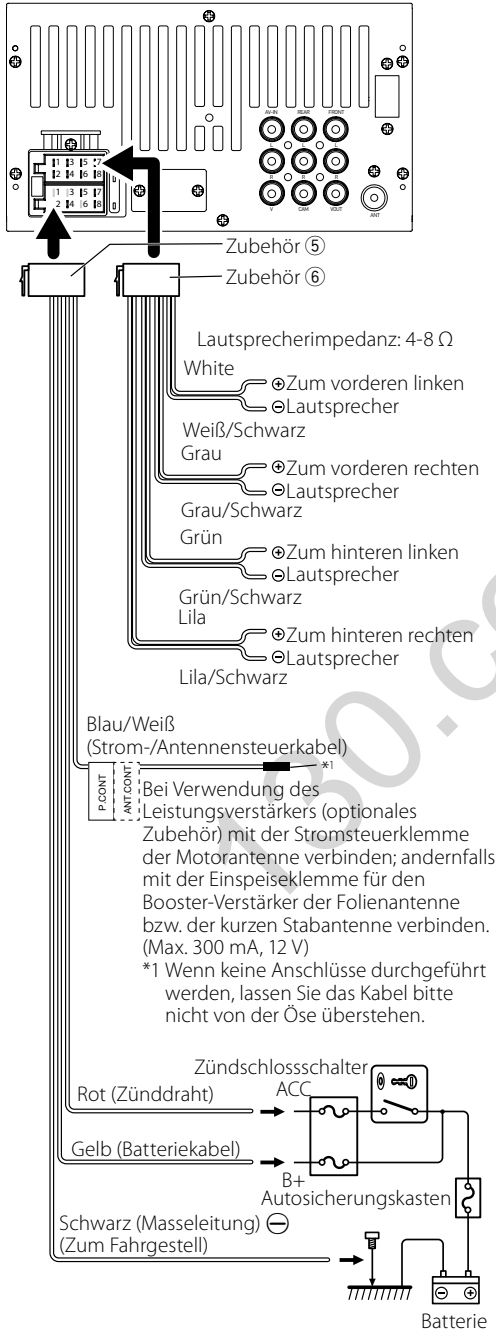 AV-IN REAR FRONT
L L L
R R R
V CAM VOUT
ANT
1 3 5 7
2 4 6 8
1 3 5 7
2 4 6 8
Zubehör ⑤
Zubehör ⑥
Lautsprecherimpedanz: 4-8 Ω
White
⊕Zum vorderen linken
⊖Lautsprecher
Weiß/Schwarz
Grau
⊕Zum vorderen rechten
⊖Lautsprecher
Grau/Schwarz
Grün
⊕Zum hinteren linken
⊖Lautsprecher
Grün/Schwarz
Lila
⊕Zum hinteren rechten
⊖Lautsprecher
Lila/Schwarz
Blau/Weiß
(Strom-/Antennensteuerkabel)
*1
P.CONT
ANT.CONT
Bei Verwendung des
Leistungsverstärkers (optionales
Zubehör) mit der Stromsteuerklemme
der Motorantenne verbinden; andernfalls
mit der Einspeiseklemme für den
Booster-Verstärker der Folienantenne
bzw. der kurzen Stabantenne verbinden.
(Max. 300 mA, 12 V)
*1 Wenn keine Anschlüsse durchgeführt
werden, lassen Sie das Kabel bitte
nicht von der Öse überstehen.
Zündschlossschalter
ACC
Rot (Zünddraht)
Gelb (Batteriekabel)
B+
Autosicherungskasten
Schwarz (Masseleitung) ⊖
(Zum Fahrgestell)
⊖ ⊕
Batterie